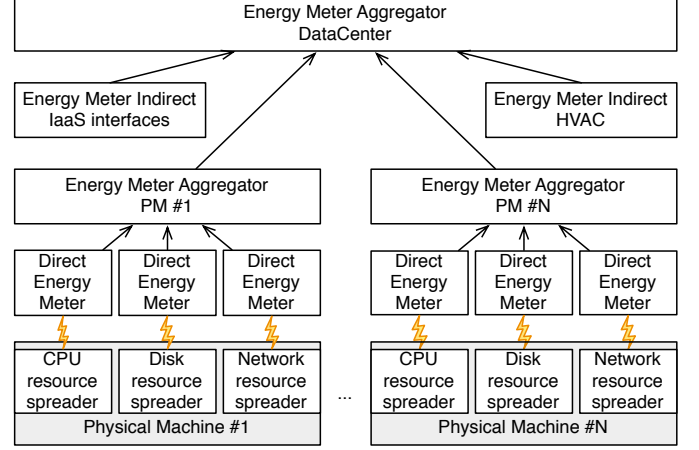 Energy Meter Aggregator
DataCenter
Energy Meter Indirect
IaaS interfaces
Energy Meter Indirect
HVAC
Energy Meter Aggregator
PM #1
Energy Meter Aggregator
PM #N
Direct
Energy
Meter
Direct
Energy
Meter
Direct
Energy
Meter
Direct
Energy
Meter
Direct
Energy
Meter
Direct
Energy
Meter
CPU
resource
spreader
Disk
resource
spreader
Network
resource
spreader
Physical Machine #1
...
CPU
resource
spreader
Disk
resource
spreader
Network
resource
spreader
Physical Machine #N